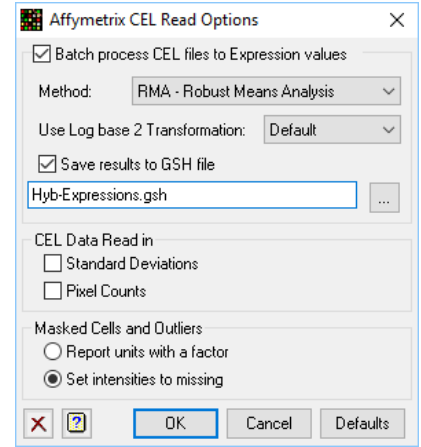 Affymetrix CEL Read Options
Batch process CEL files to Expression values
Method: RMA - Robust Means Analysis
Use Log base 2 Transformation: Default
Save results to GSH file
Hyb-Expressions.gsh ...
CEL Data Read in
Standard Deviations
Pixel Counts
Masked Cells and Outliers
Report units with a factor
Set intensities to missing
? OK Cancel Defaults